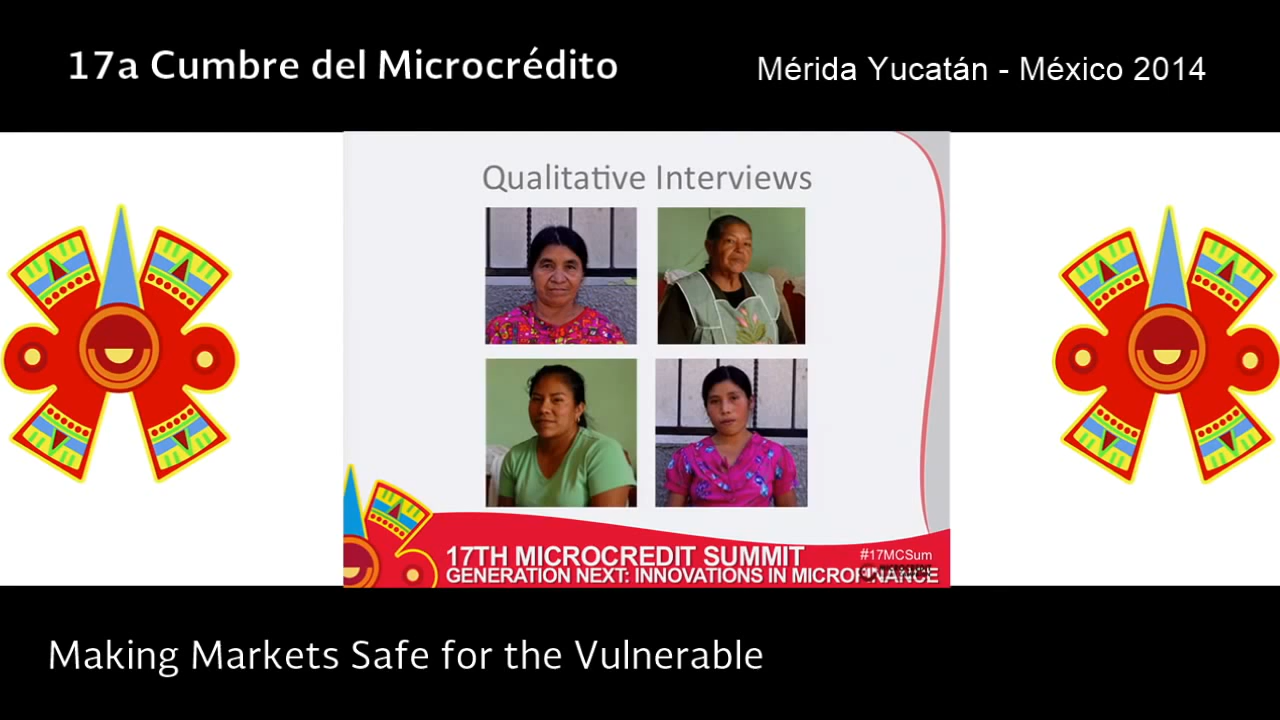 17a Cumbre del Microcrédito
Mérida Yucatán - México 2014
Qualitative Interviews
17TH MICROCREDIT SUMMIT
#17MCSum
GENERATION NEXT: INNOVATIONS IN MICROFINANCE
Making Markets Safe for the Vulnerable